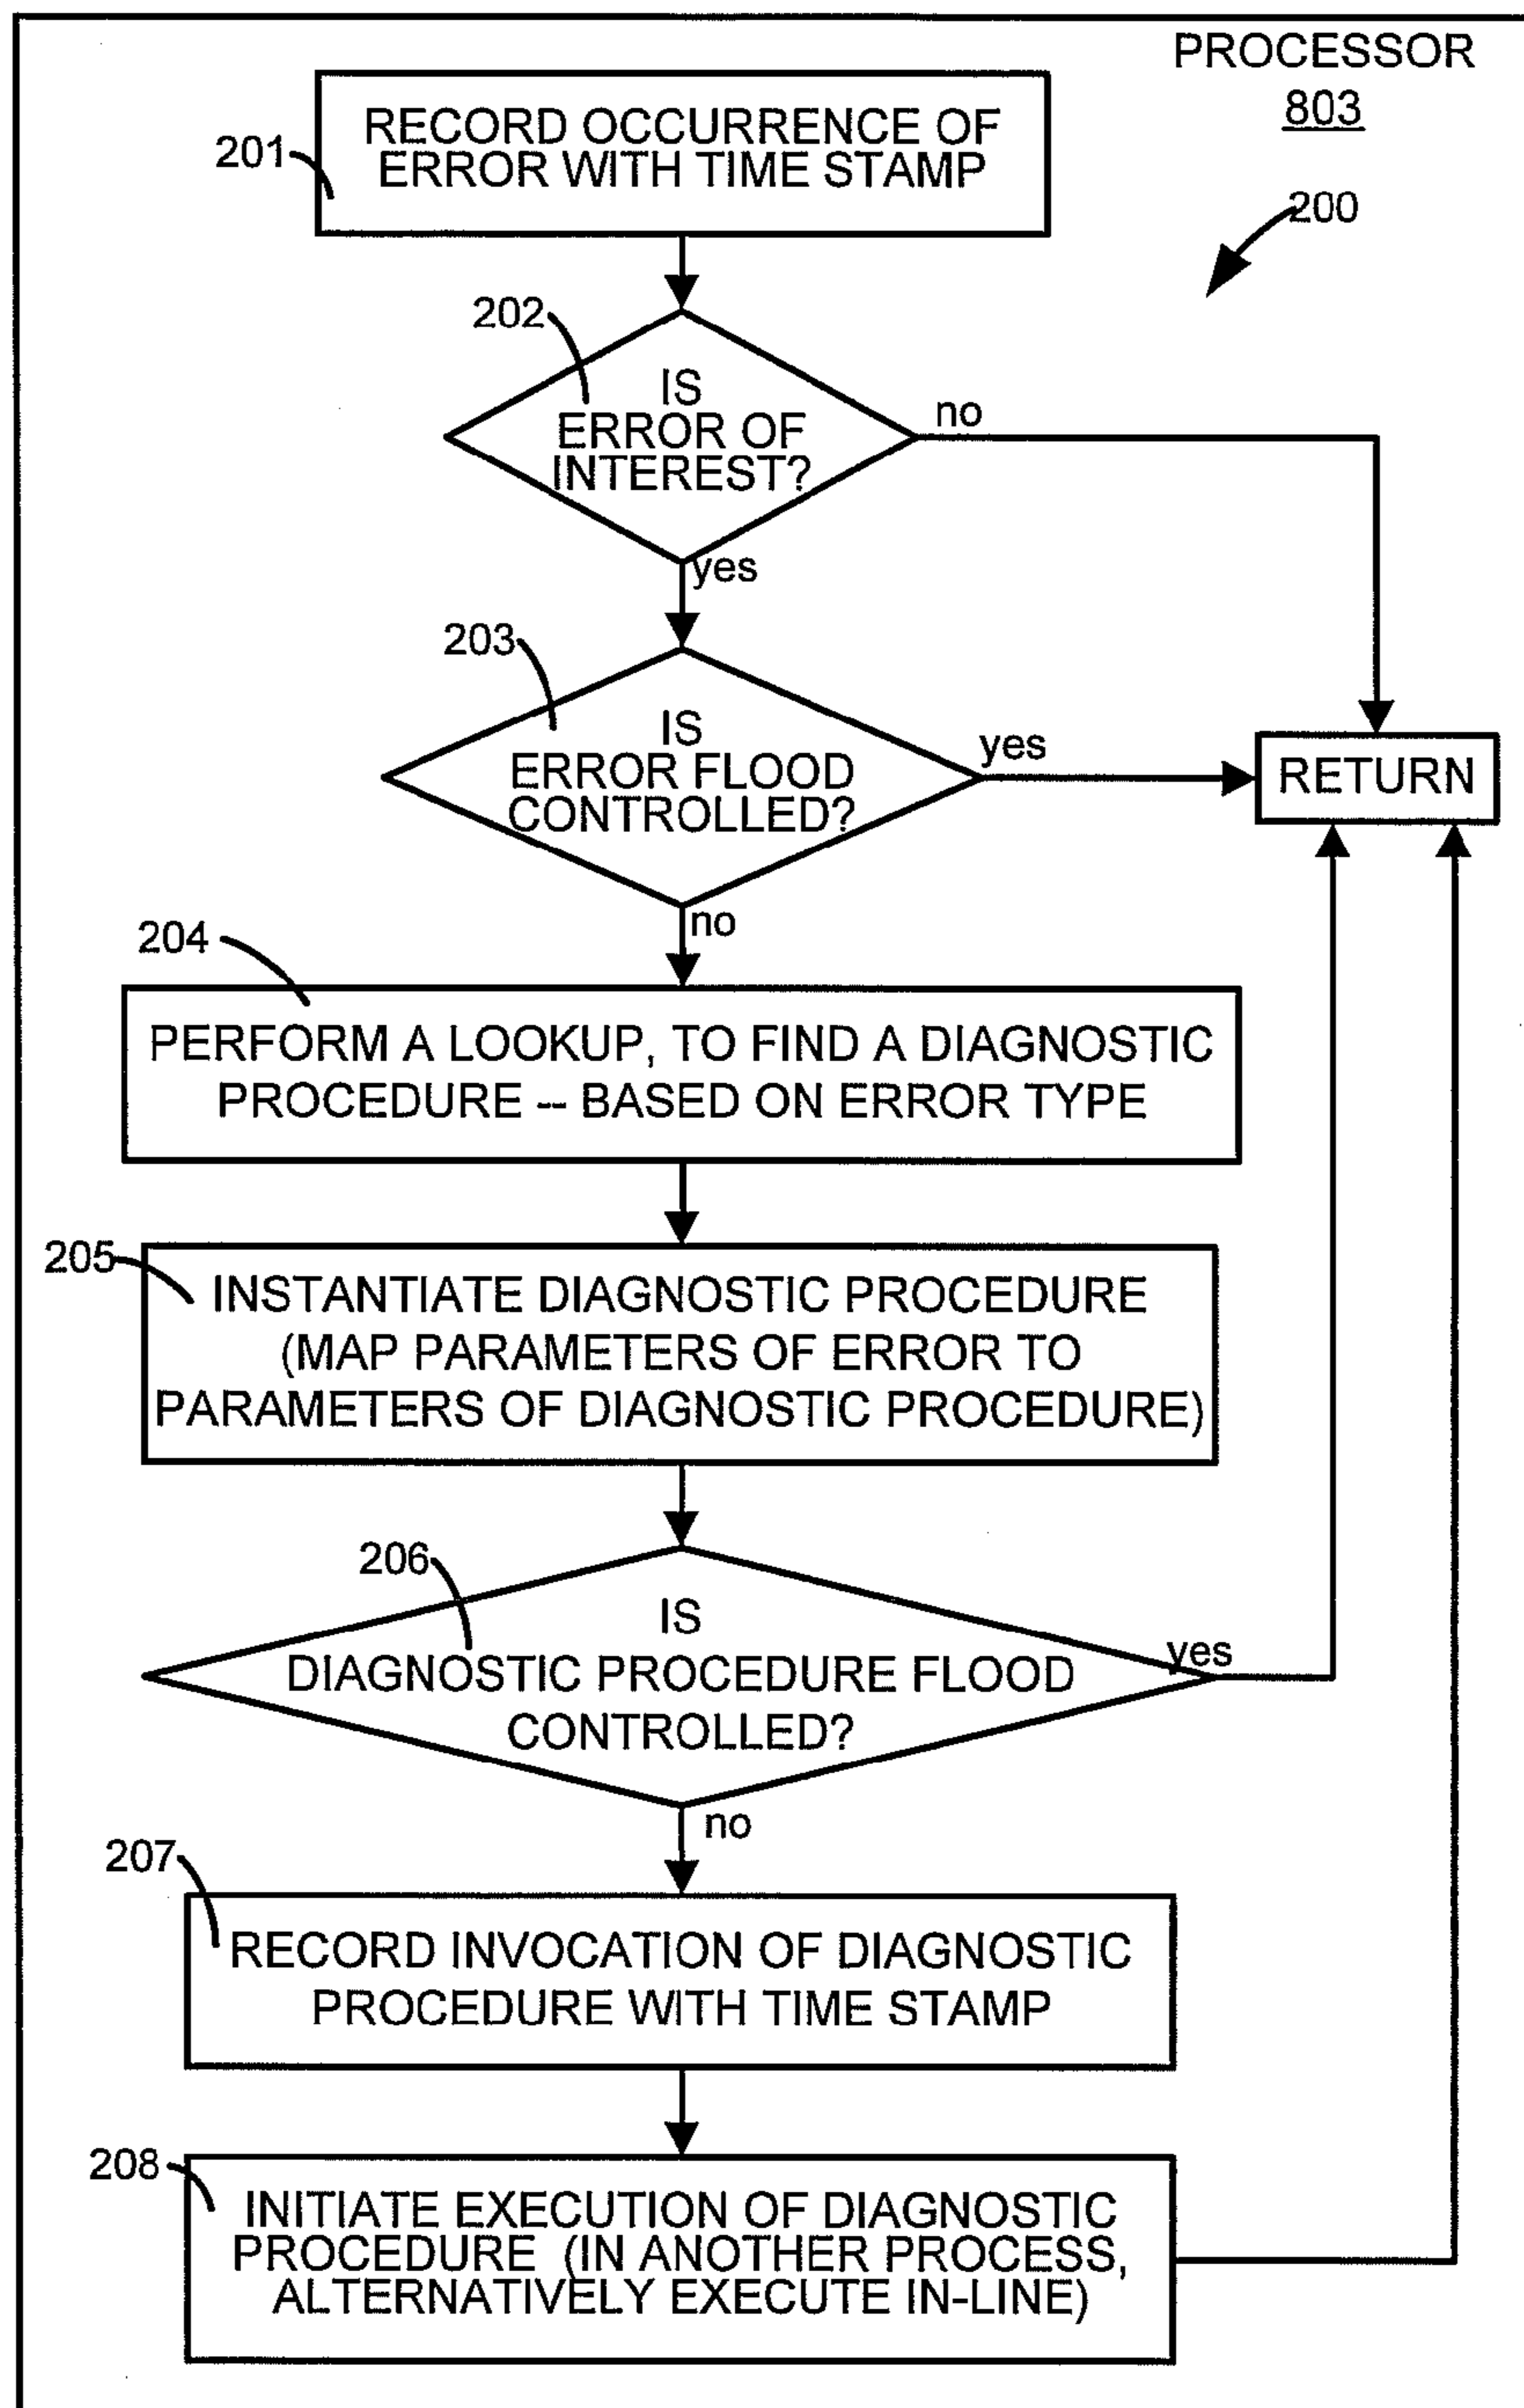 PROCESSOR
803
200
201
RECORD OCCURRENCE OF
ERROR WITH TIME STAMP
202
IS
ERROR OF
INTEREST?
no
yes
203
IS
ERROR FLOOD
CONTROLLED?
yes
RETURN
no
204
PERFORM A LOOKUP, TO FIND A DIAGNOSTIC
PROCEDURE -- BASED ON ERROR TYPE
205
INSTANTIATE DIAGNOSTIC PROCEDURE
(MAP PARAMETERS OF ERROR TO
PARAMETERS OF DIAGNOSTIC PROCEDURE)
206
IS
DIAGNOSTIC PROCEDURE FLOOD
CONTROLLED?
yes
no
207
RECORD INVOCATION OF DIAGNOSTIC
PROCEDURE WITH TIME STAMP
208
INITIATE EXECUTION OF DIAGNOSTIC
PROCEDURE (IN ANOTHER PROCESS,
ALTERNATIVELY EXECUTE IN-LINE)